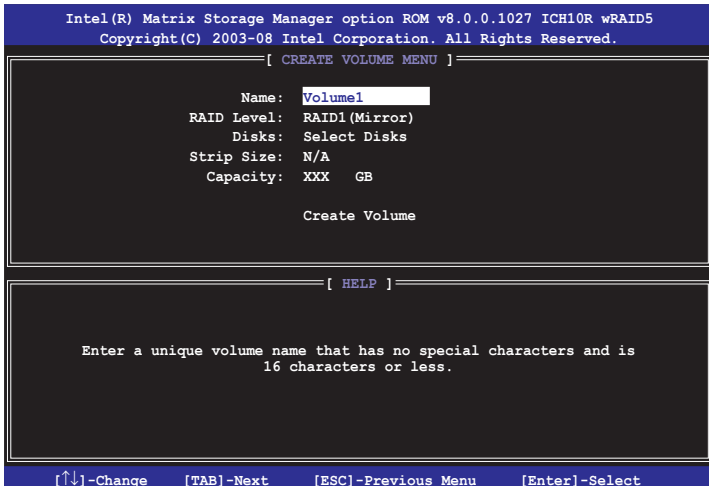 Intel(R) Matrix Storage Manager option ROM v8.0.0.1027 ICH10R wRAID5
Copyright(C) 2003-08 Intel Corporation. All Rights Reserved.
[ CREATE VOLUME MENU ]
Name: Volume1
RAID Level: RAID1(Mirror)
Disks: Select Disks
Strip Size: N/A
Capacity: XXX GB
Create Volume
[ HELP ]
Enter a unique volume name that has no special characters and is
16 characters or less.
[↑↓]-Change [TAB]-Next [ESC]-Previous Menu [Enter]-Select